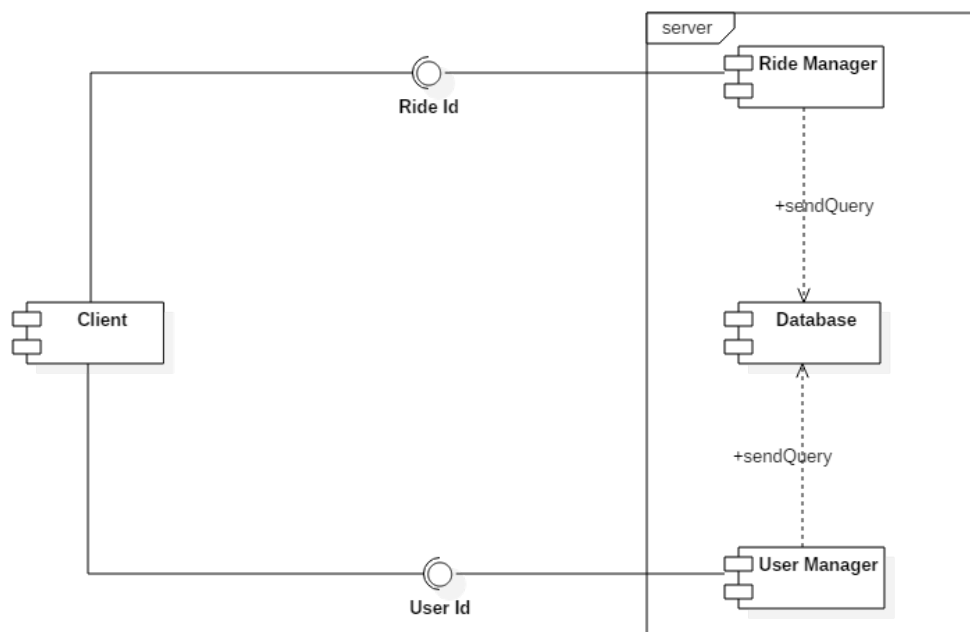 server
Ride Manager
Ride Id
+sendQuery
Client
Database
+sendQuery
User Manager
User Id